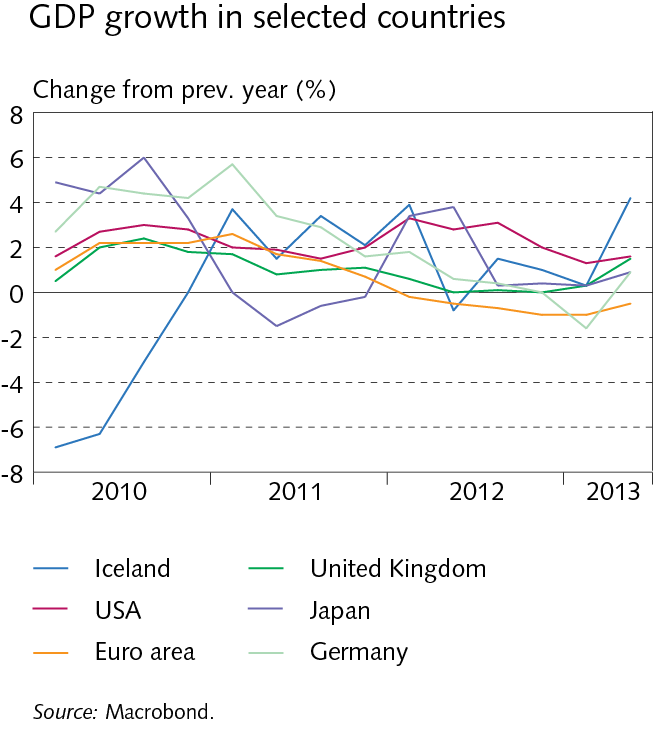 GDP growth in selected countries
Change from prev. year (%)
8
6
4
2
0
-2
-4
-6
-8
2010 2011 2012 2013
Iceland United Kingdom
USA Japan
Euro area Germany
Source: Macrobond.